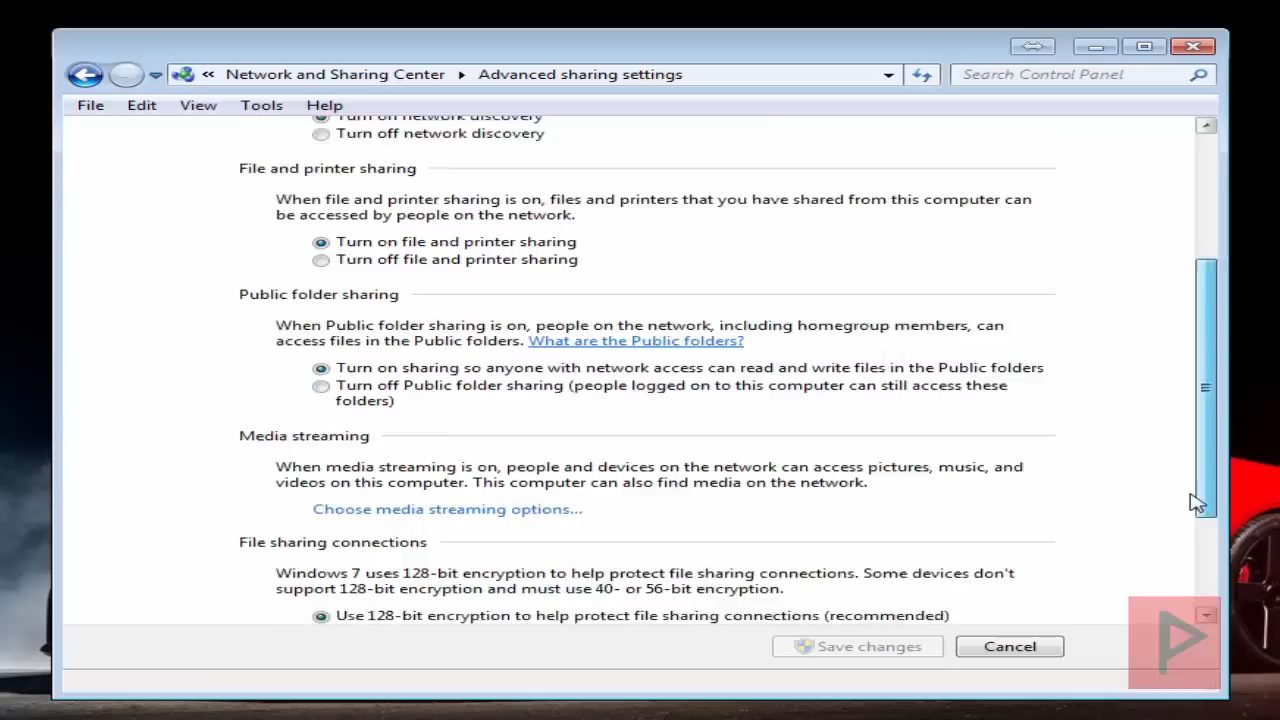 « Network and Sharing Center ▸ Advanced sharing settings
Search Control Panel
File Edit View Tools Help
Turn on network discovery
Turn off network discovery
File and printer sharing
When file and printer sharing is on, files and printers that you have shared from this computer can
be accessed by people on the network.
Turn on file and printer sharing
Turn off file and printer sharing
Public folder sharing
When Public folder sharing is on, people on the network, including homegroup members, can
access files in the Public folders. What are the Public folders?
Turn on sharing so anyone with network access can read and write files in the Public folders
Turn off Public folder sharing (people logged on to this computer can still access these
folders)
Media streaming
When media streaming is on, people and devices on the network can access pictures, music, and
videos on this computer. This computer can also find media on the network.
Choose media streaming options...
File sharing connections
Windows 7 uses 128-bit encryption to help protect file sharing connections. Some devices don't
support 128-bit encryption and must use 40- or 56-bit encryption.
Use 128-bit encryption to help protect file sharing connections (recommended)
Save changes Cancel